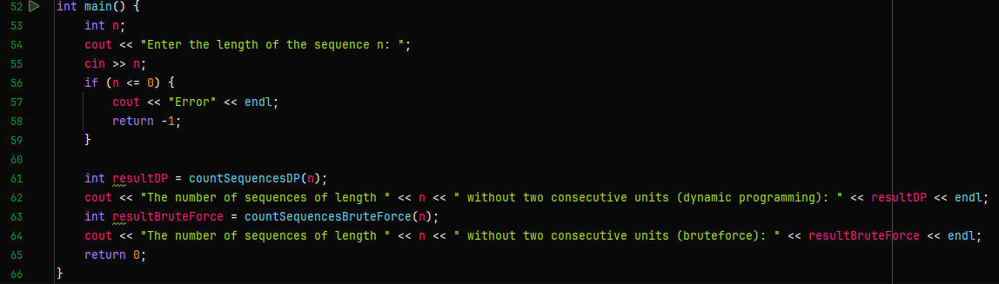 52 int main() {
53     int n;
54     cout << "Enter the length of the sequence n: ";
55     cin >> n;
56     if (n <= 0) {
57         cout << "Error" << endl;
58         return -1;
59     }
60
61     int resultDP = countSequencesDP(n);
62     cout << "The number of sequences of length " << n << " without two consecutive units (dynamic programming): " << resultDP << endl;
63     int resultBruteForce = countSequencesBruteForce(n);
64     cout << "The number of sequences of length " << n << " without two consecutive units (bruteforce): " << resultBruteForce << endl;
65     return 0;
66 }